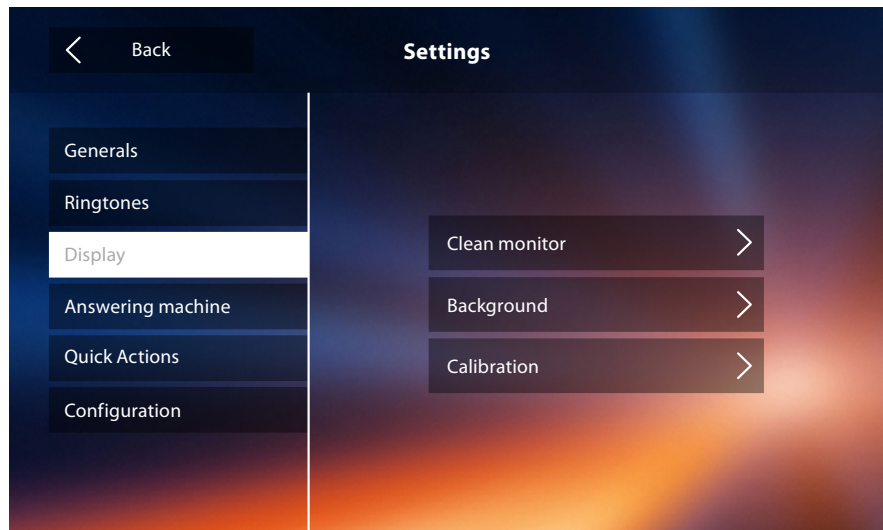 Back
Settings
Generals
Ringtones
Display
Answering machine
Quick Actions
Configuration
Clean monitor
Background
Calibration